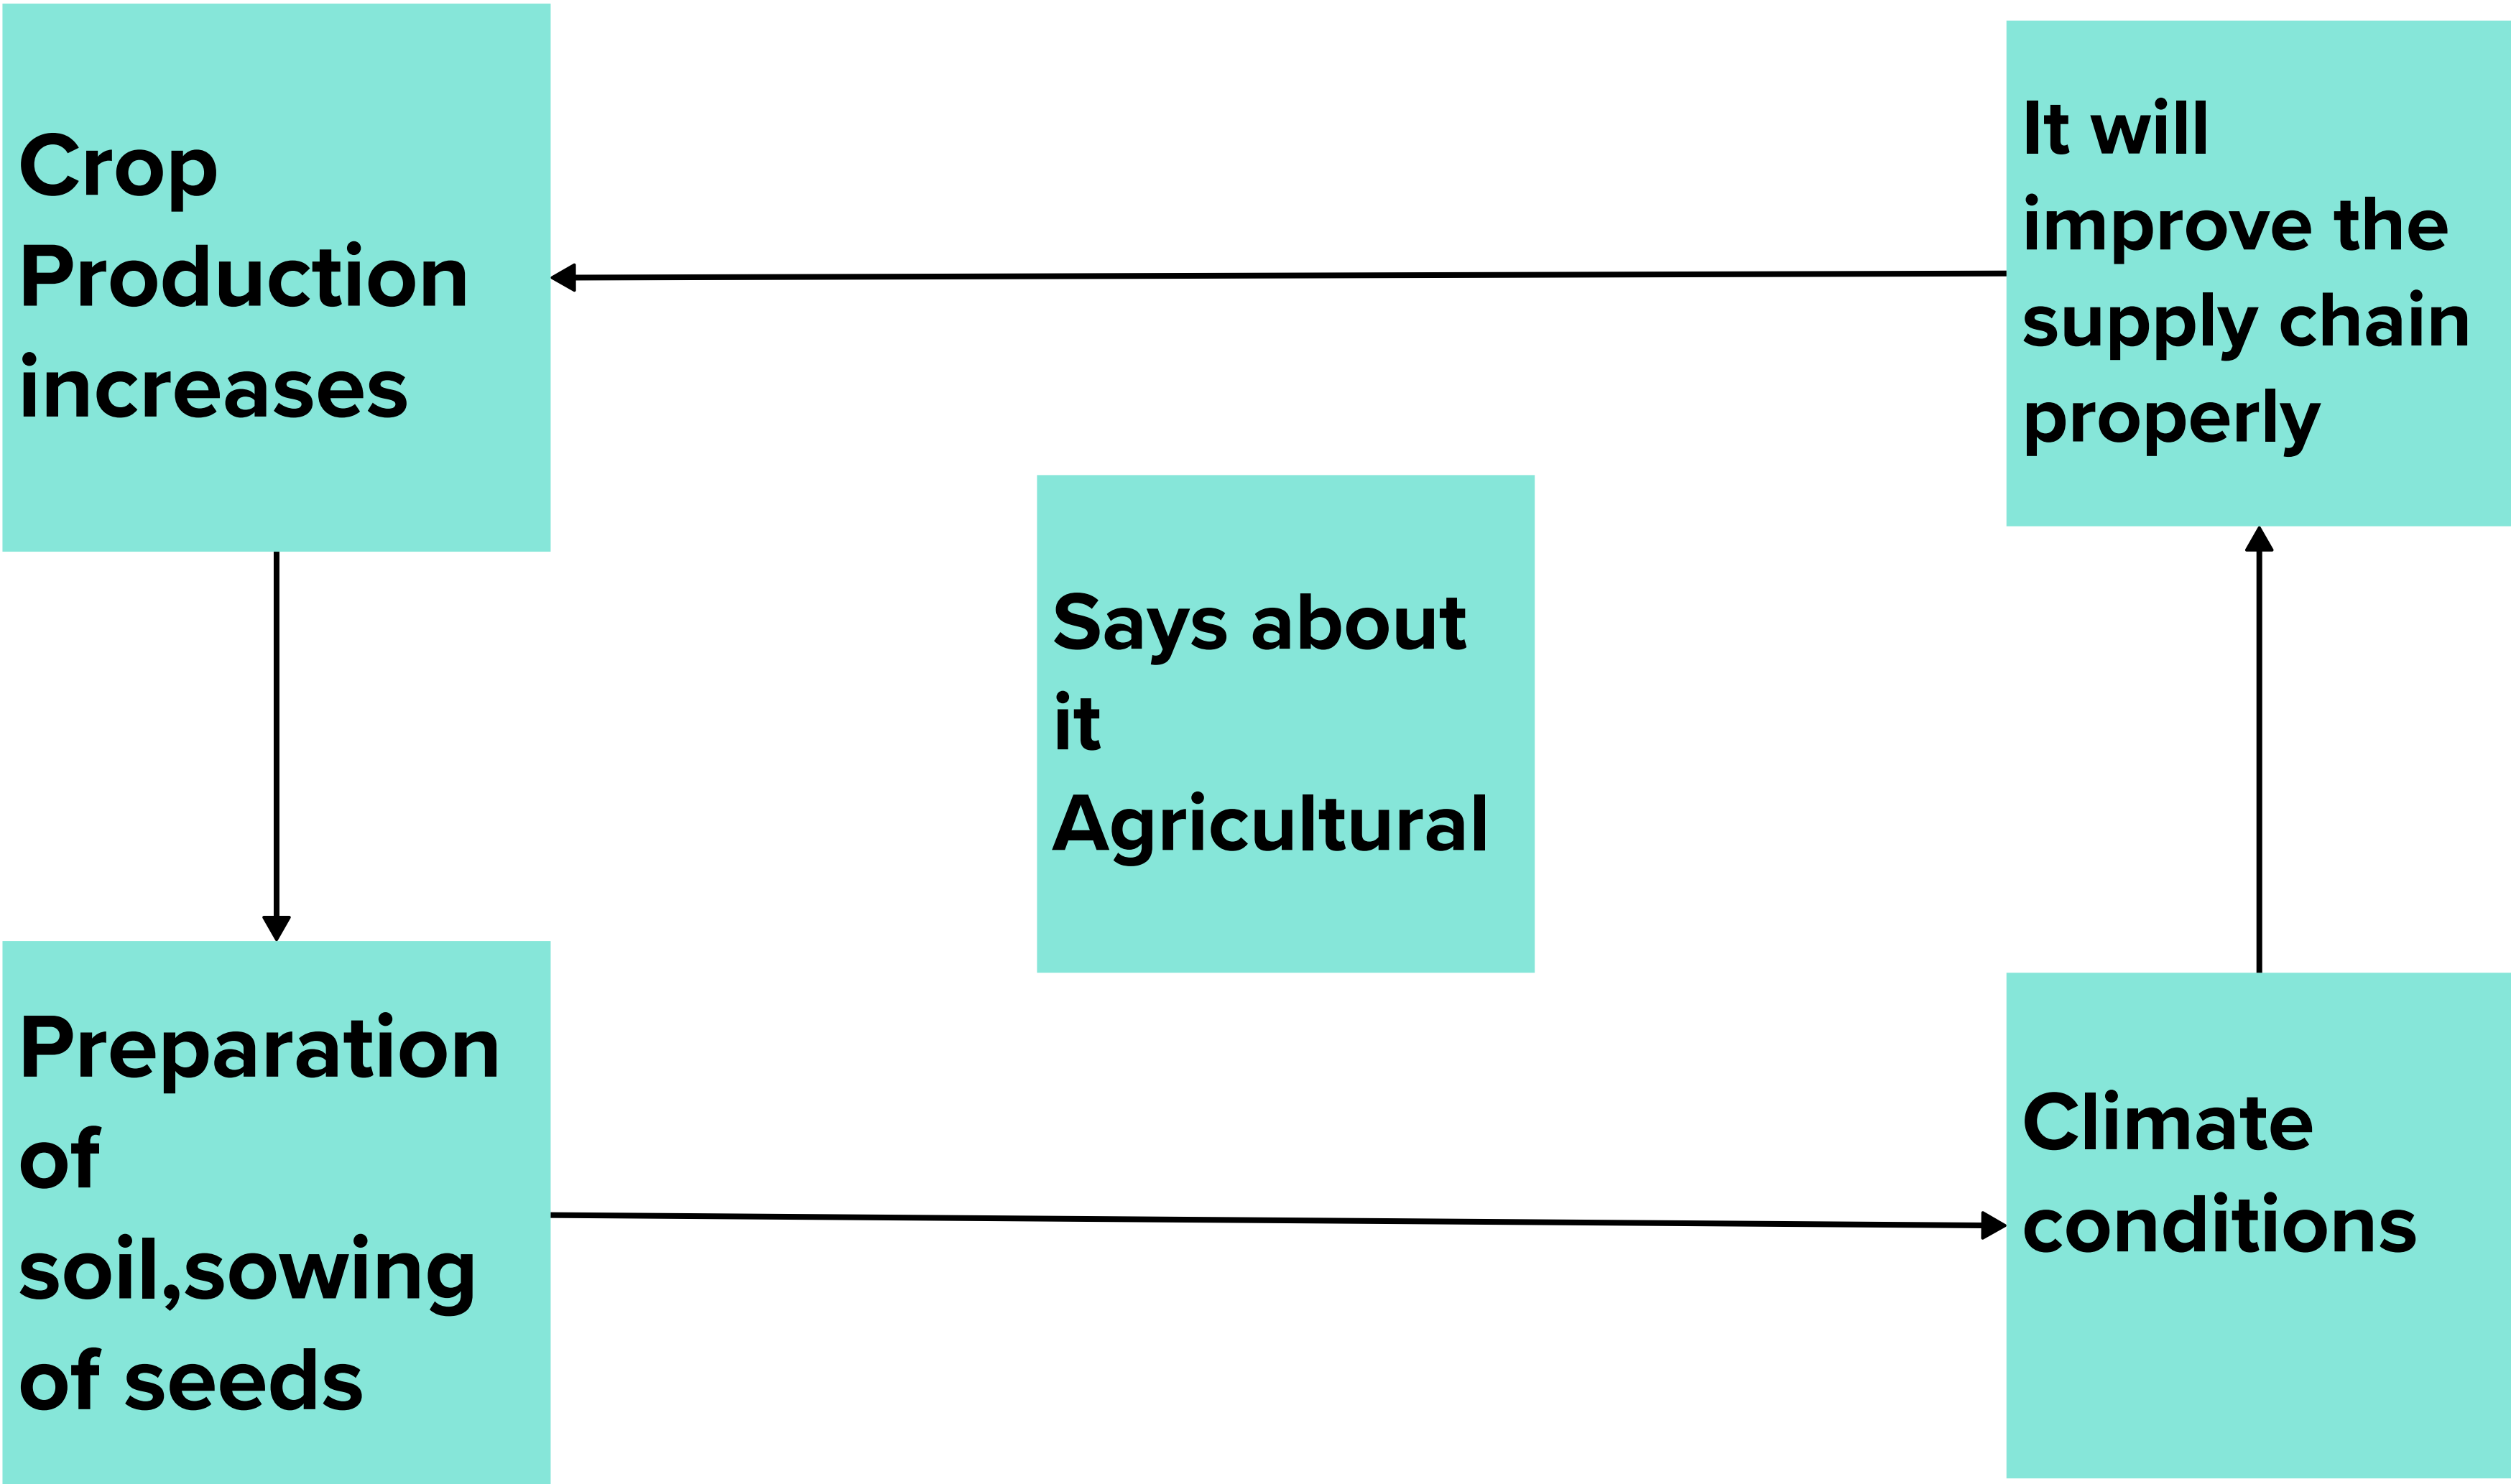 Crop
Production
increases
It will
improve the
supply chain
properly
Says about
it
Agricultural
Preparation
of
soil,sowing
of seeds
Climate
conditions